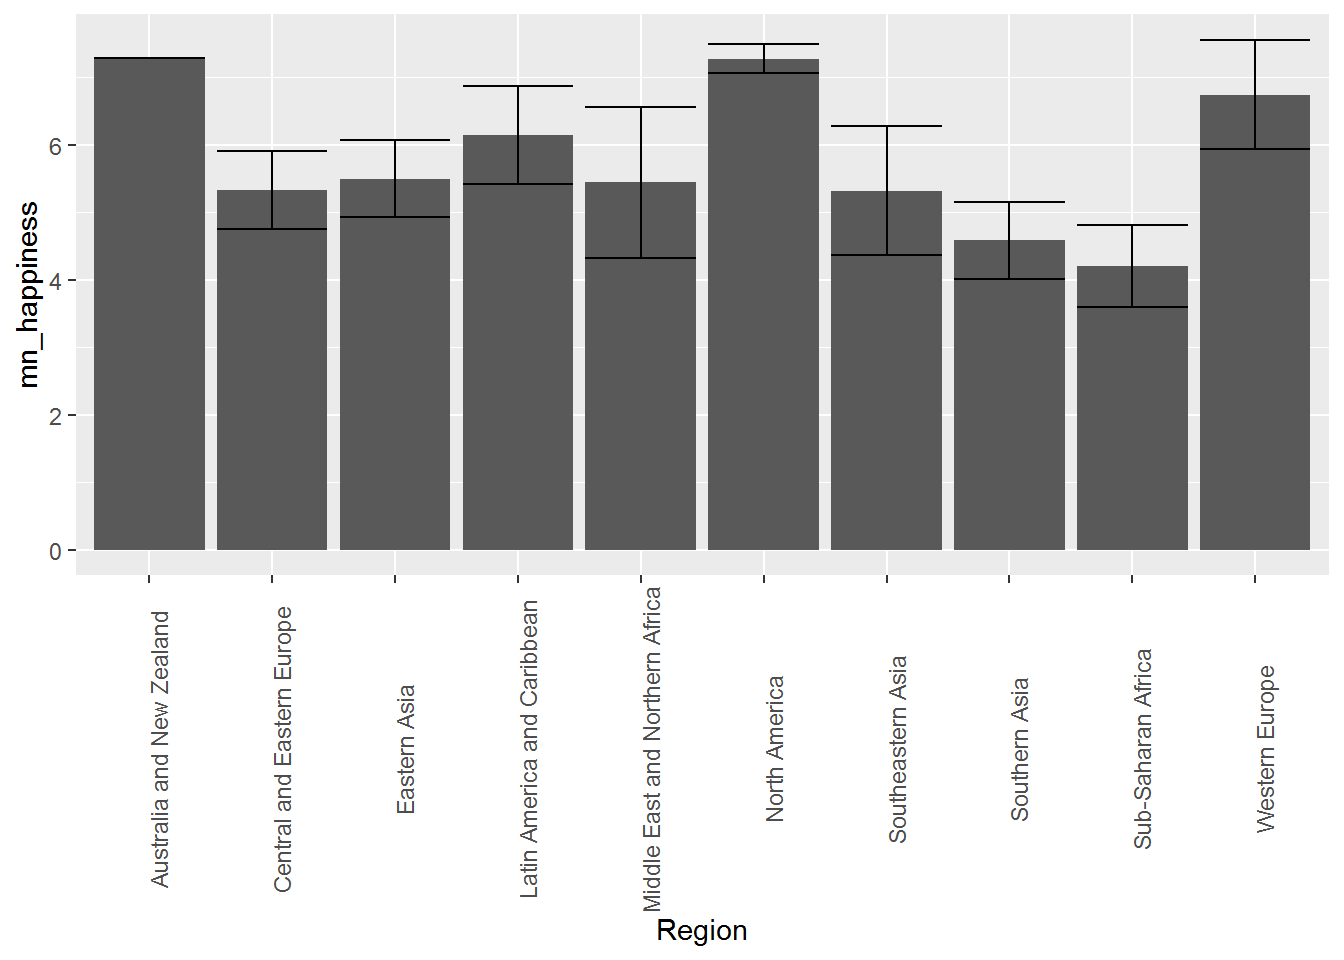 mn_happiness
6
4
2
0
Australia and New Zealand
Central and Eastern Europe
Eastern Asia
Latin America and Caribbean
Middle East and Northern Africa
North America
Southeastern Asia
Southern Asia
Sub-Saharan Africa
Western Europe
Region